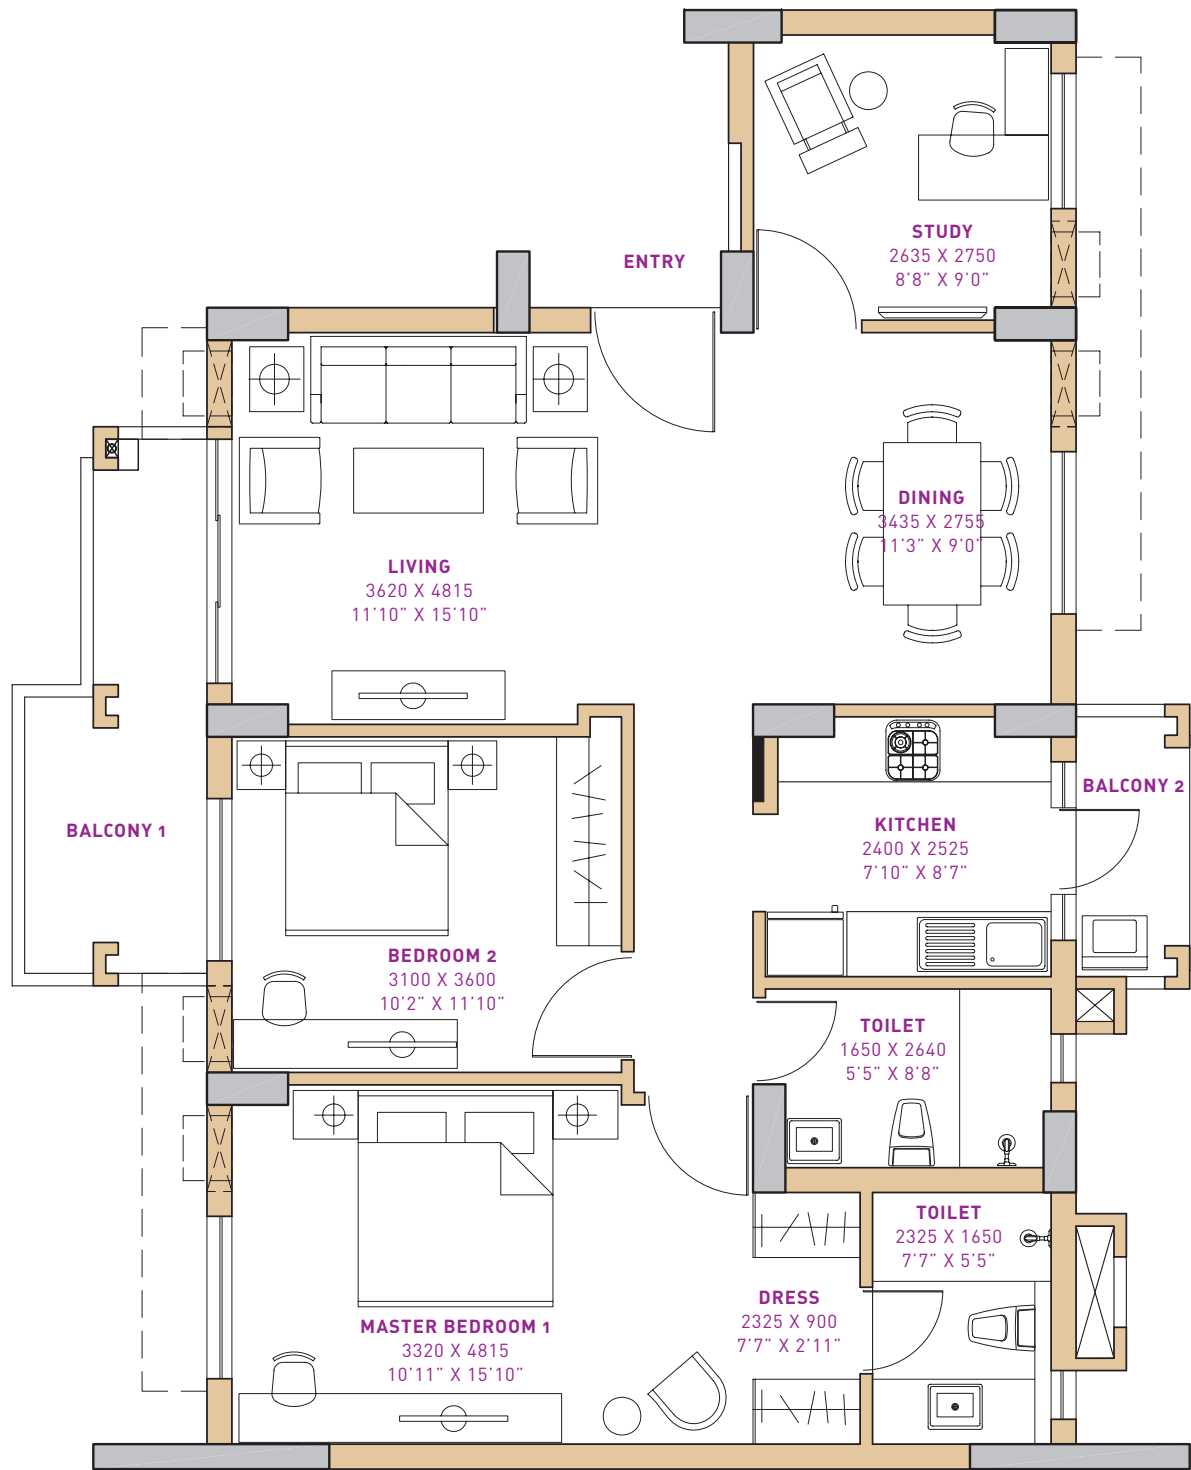 STUDY
2635 X 2750
8'8" X 9'0"
ENTRY
DINING
3435 X 2755
11'3" X 9'0"
LIVING
3620 X 4815
11'10" X 15'10"
BALCONY 2
BALCONY 1
KITCHEN
2400 X 2525
7'10" X 8'7"
BEDROOM 2
3100 X 3600
10'2" X 11'10"
TOILET
1650 X 2640
5'5" X 8'8"
TOILET
2325 X 1650
7'7" X 5'5"
DRESS
2325 X 900
7'7" X 2'11"
MASTER BEDROOM 1
3320 X 4815
10'11" X 15'10"